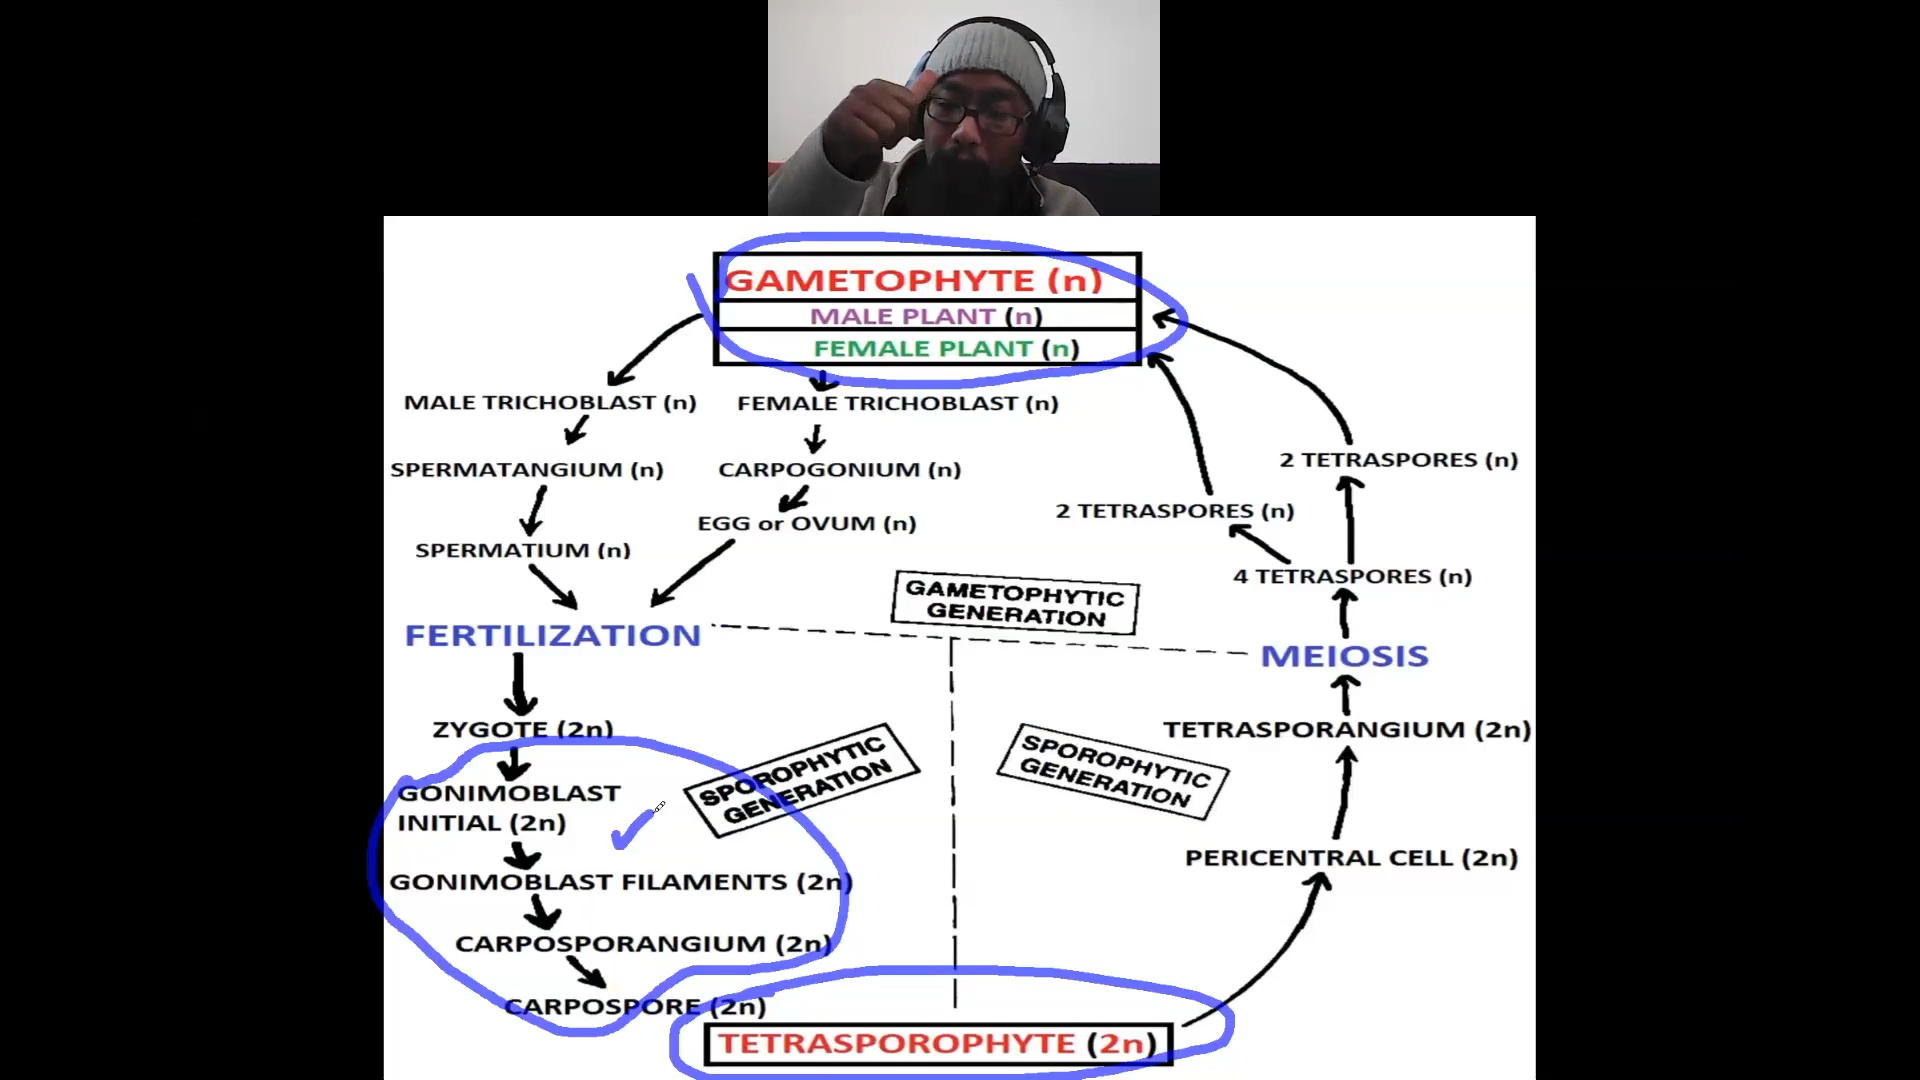 GAMETOPHYTE (n)
MALE PLANT (n)
FEMALE PLANT (n)
MALE TRICHOBLAST (n)
FEMALE TRICHOBLAST (n)
SPERMATANGIUM (n)
CARPOGONIUM (n)
2 TETRASPORES (n)
EGG or OVUM (n)
2 TETRASPORES (n)
SPERMATIUM (n)
4 TETRASPORES (n)
GAMETOPHYTIC
GENERATION
FERTILIZATION
MEIOSIS
ZYGOTE (2n)
TETRASPORANGIUM (2n)
SPOROPHYTIC
GENERATION
SPOROPHYTIC
GENERATION
GONIMOBLAST
INITIAL (2n)
PERICENTRAL CELL (2n)
GONIMOBLAST FILAMENTS (2n)
CARPOSPORANGIUM (2n)
CARPOSPORE (2n)
TETRASPOROPHYTE (2n)